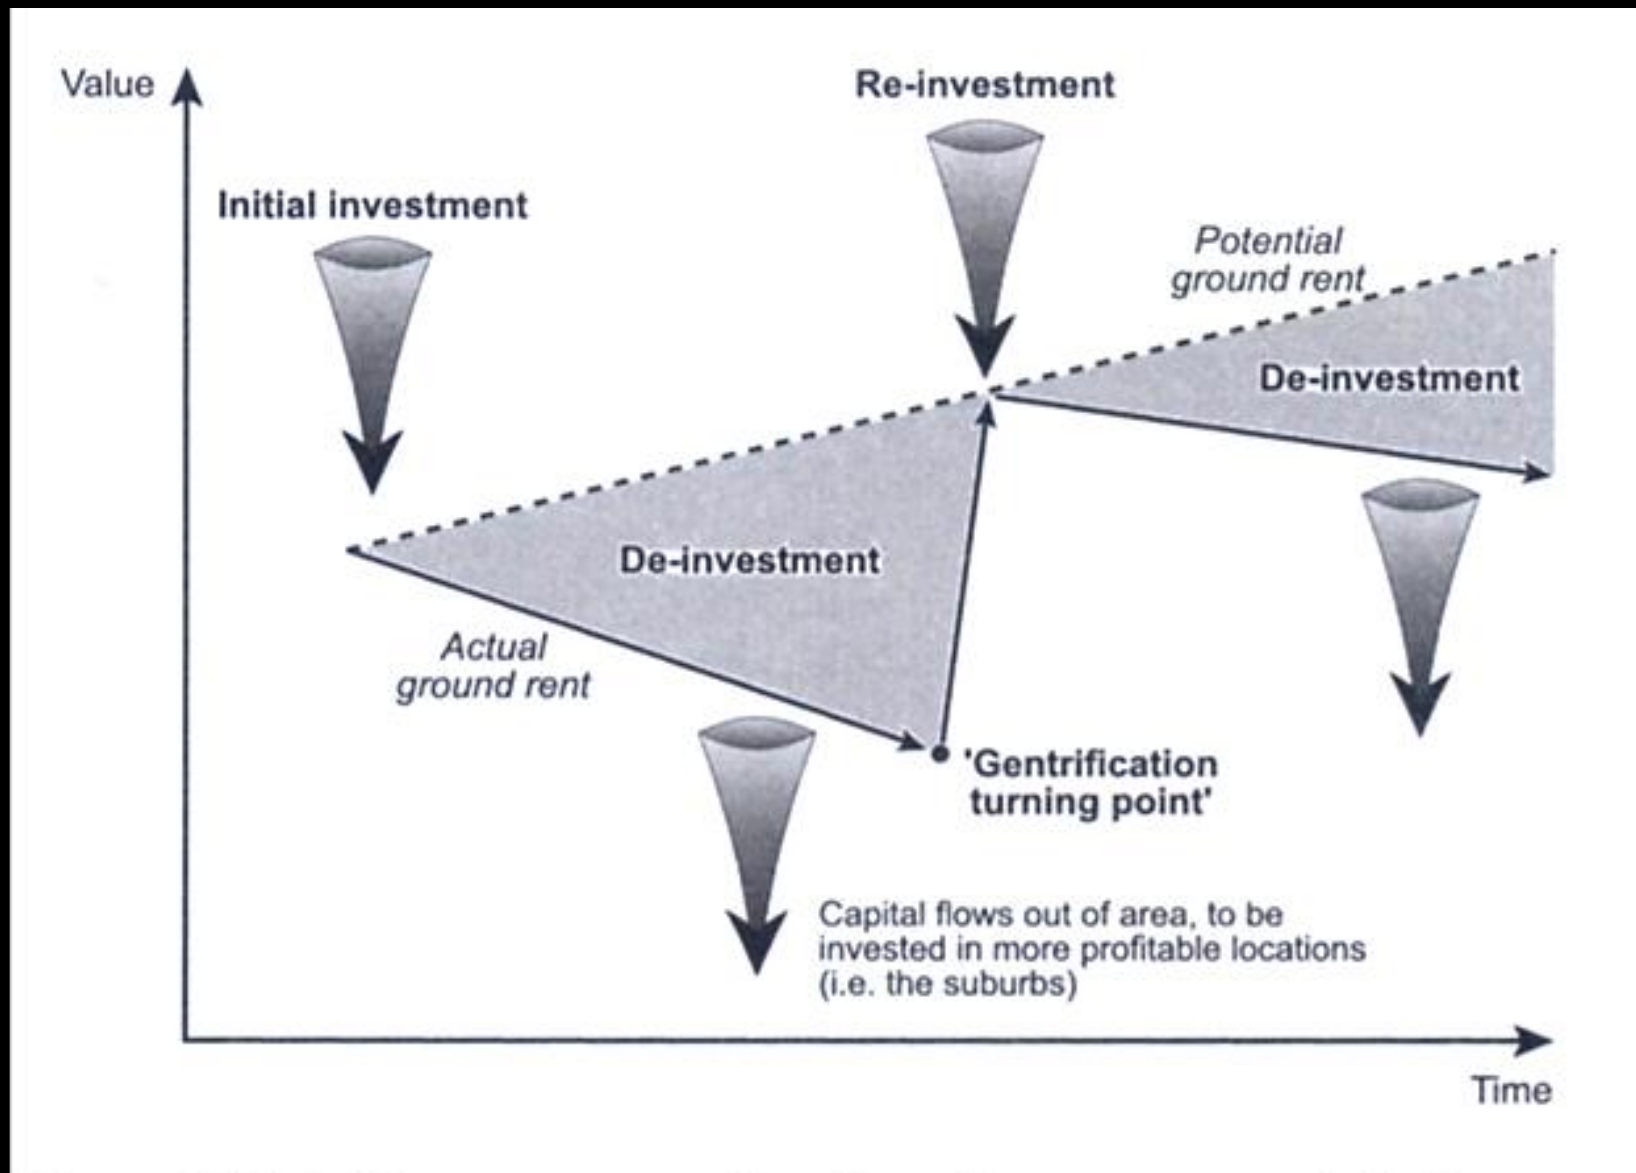 Value
Re-investment
Initial investment
Potential
ground rent
De-investment
De-investment
Actual
ground rent
'Gentrification
turning point'
Capital flows out of area, to be
invested in more profitable locations
(i.e. the suburbs)
Time